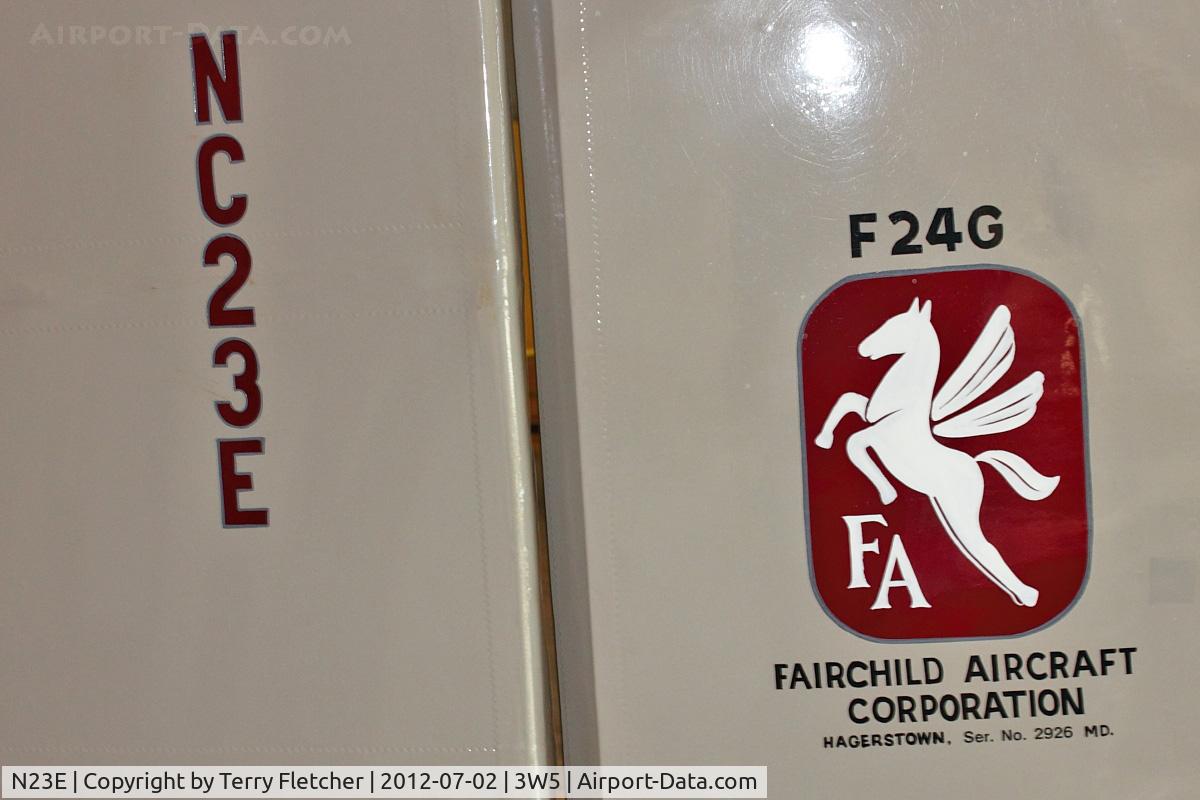 AIRPORT-DATA.COM
N
C
2
3
E
F24G
FA
FAIRCHILD AIRCRAFT
CORPORATION
HAGERSTOWN, Ser. No. 2926 MD.
N23E | Copyright by Terry Fletcher | 2012-07-02 | 3W5 | Airport-Data.com